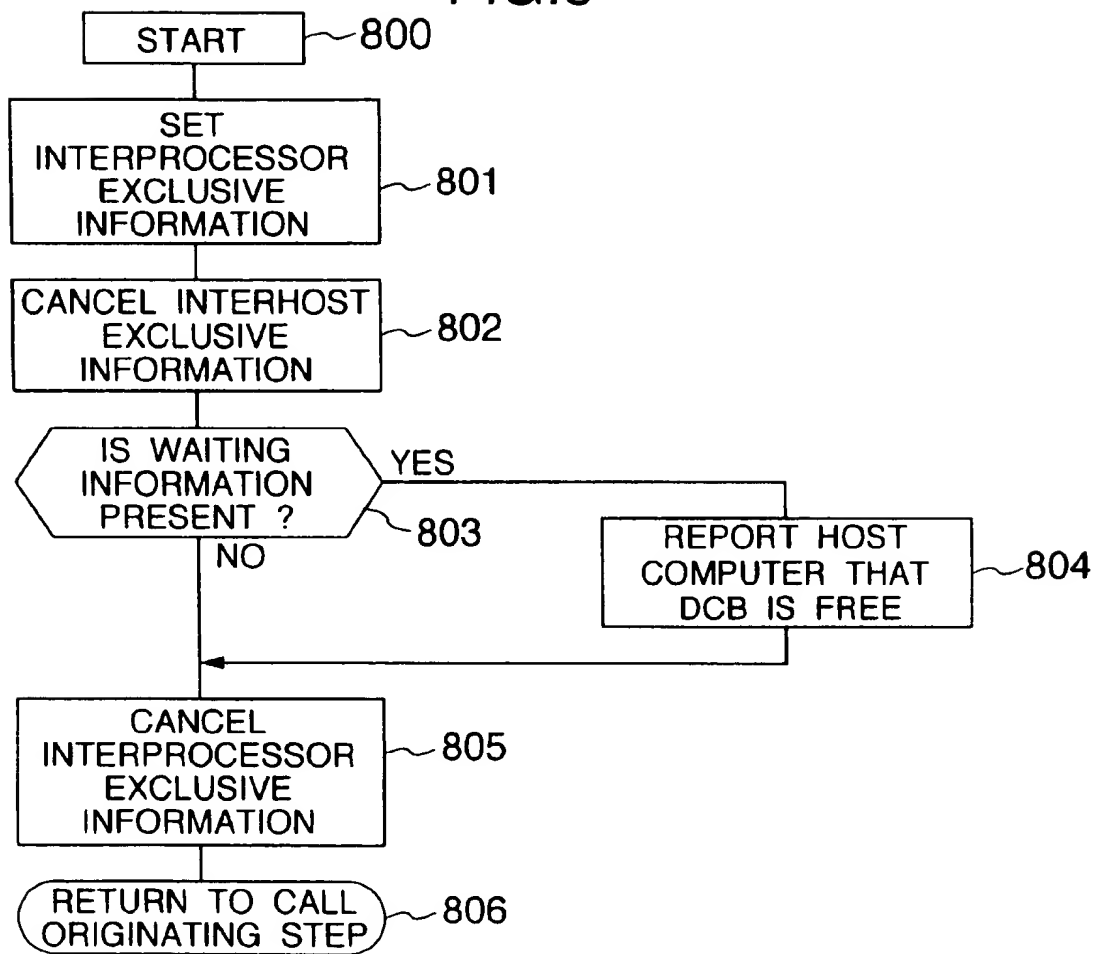 START
800
SET
INTERPROCESSOR
EXCLUSIVE
INFORMATION
801
CANCEL INTERHOST
EXCLUSIVE
INFORMATION
802
IS WAITING
INFORMATION
PRESENT ?
803
YES
NO
REPORT HOST
COMPUTER THAT
DCB IS FREE
804
CANCEL
INTERPROCESSOR
EXCLUSIVE
INFORMATION
805
RETURN TO CALL
ORIGINATING STEP
806